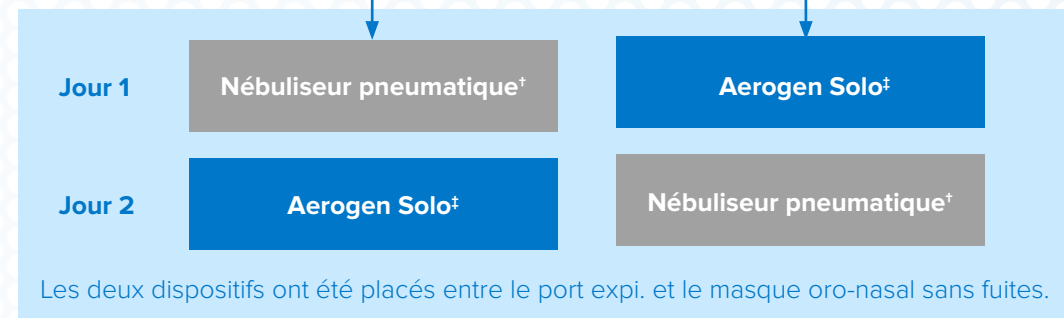 Jour 1
Nébuliseur pneumatique†
Aerogen Solo‡
Jour 2
Aerogen Solo‡
Nébuliseur pneumatique†
Les deux dispositifs ont été placés entre le port expi. et le masque oro-nasal sans fuites.